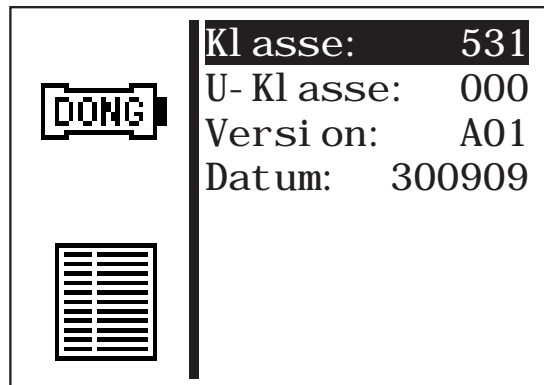 Klasse: 531
U-Klasse: 000
Version: A01
Datum: 300909
DONG